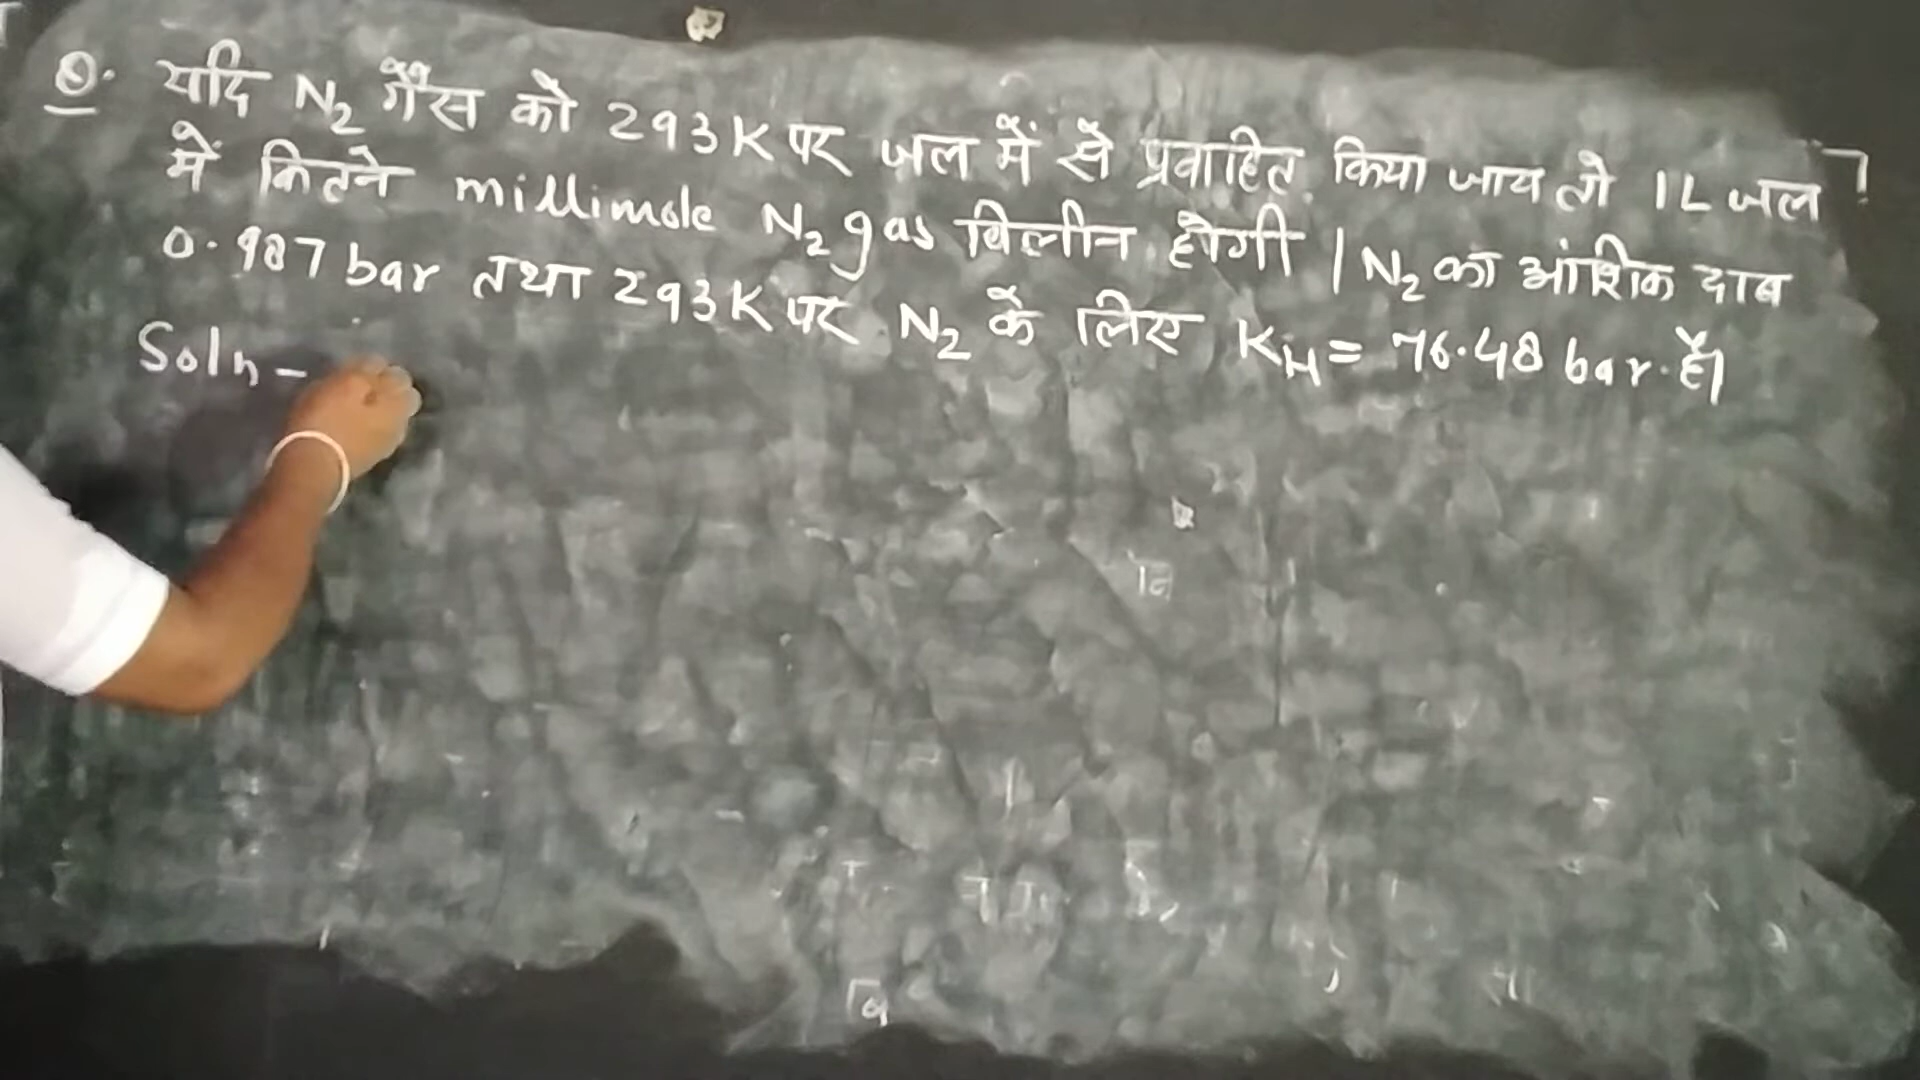 Q. यदि N2 गैस को 293K पर जल में से प्रवाहित किया जाय तो 1L जल
में कितने millimole N2 gas विलीन होगी | N2 का आंशिक दाब
0.987 bar तथा 293K पर N2 के लिए KH = 76.48 bar. है।
Soln -